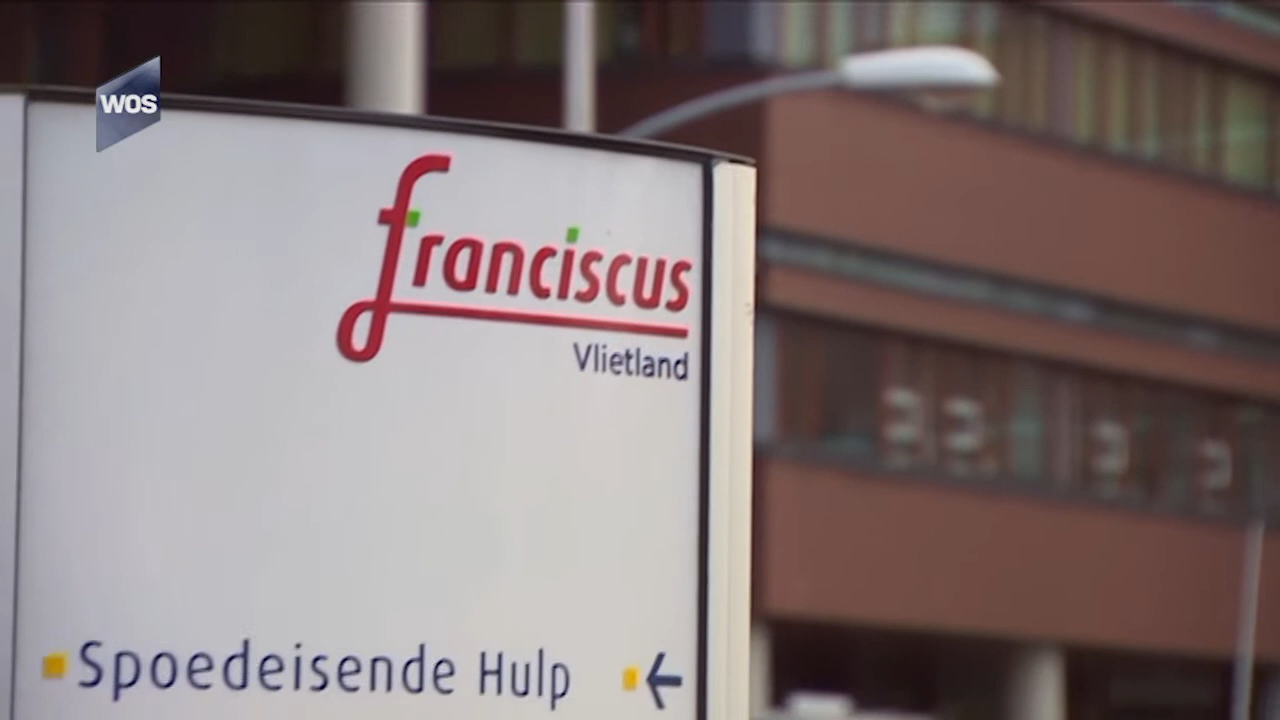 WOS
franciscus
Vlietland
Spoedeisende Hulp ←